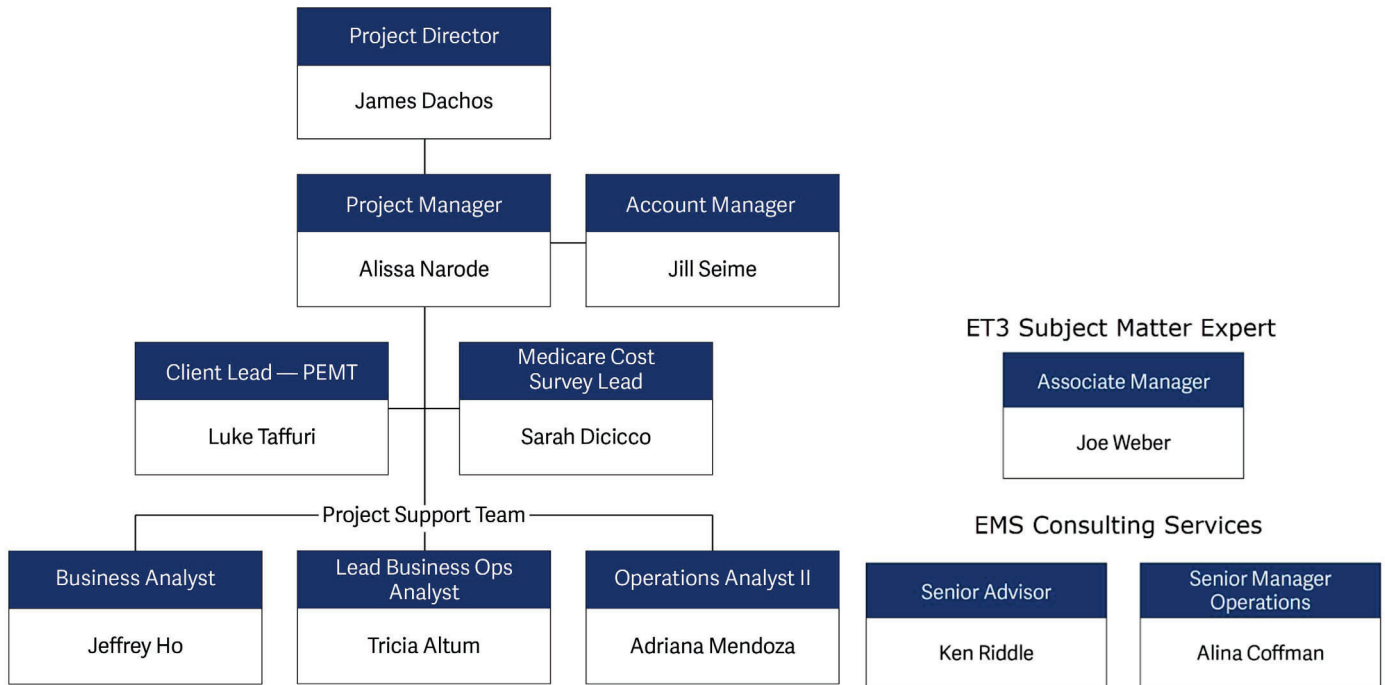 Project Director
James Dachos
Project Manager
Alissa Narode
Account Manager
Jill Seime
Client Lead — PEMT
Luke Taffuri
Medicare Cost
Survey Lead
Sarah Dicicco
Project Support Team
Business Analyst
Jeffrey Ho
Lead Business Ops
Analyst
Tricia Altum
Operations Analyst II
Adriana Mendoza
ET3 Subject Matter Expert
Associate Manager
Joe Weber
EMS Consulting Services
Senior Advisor
Ken Riddle
Senior Manager
Operations
Alina Coffman